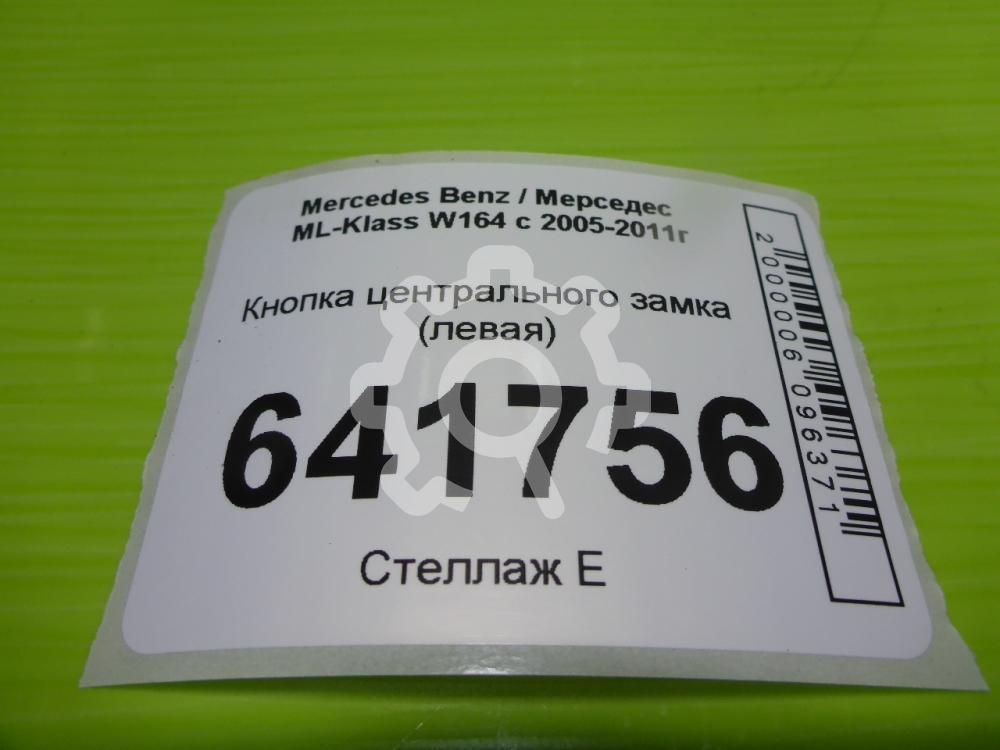 Mercedes Benz / Мерседес
ML-Klass W164 с 2005-2011г
Кнопка центрального замка
(левая)
641756
Стеллаж Е
2000006096371